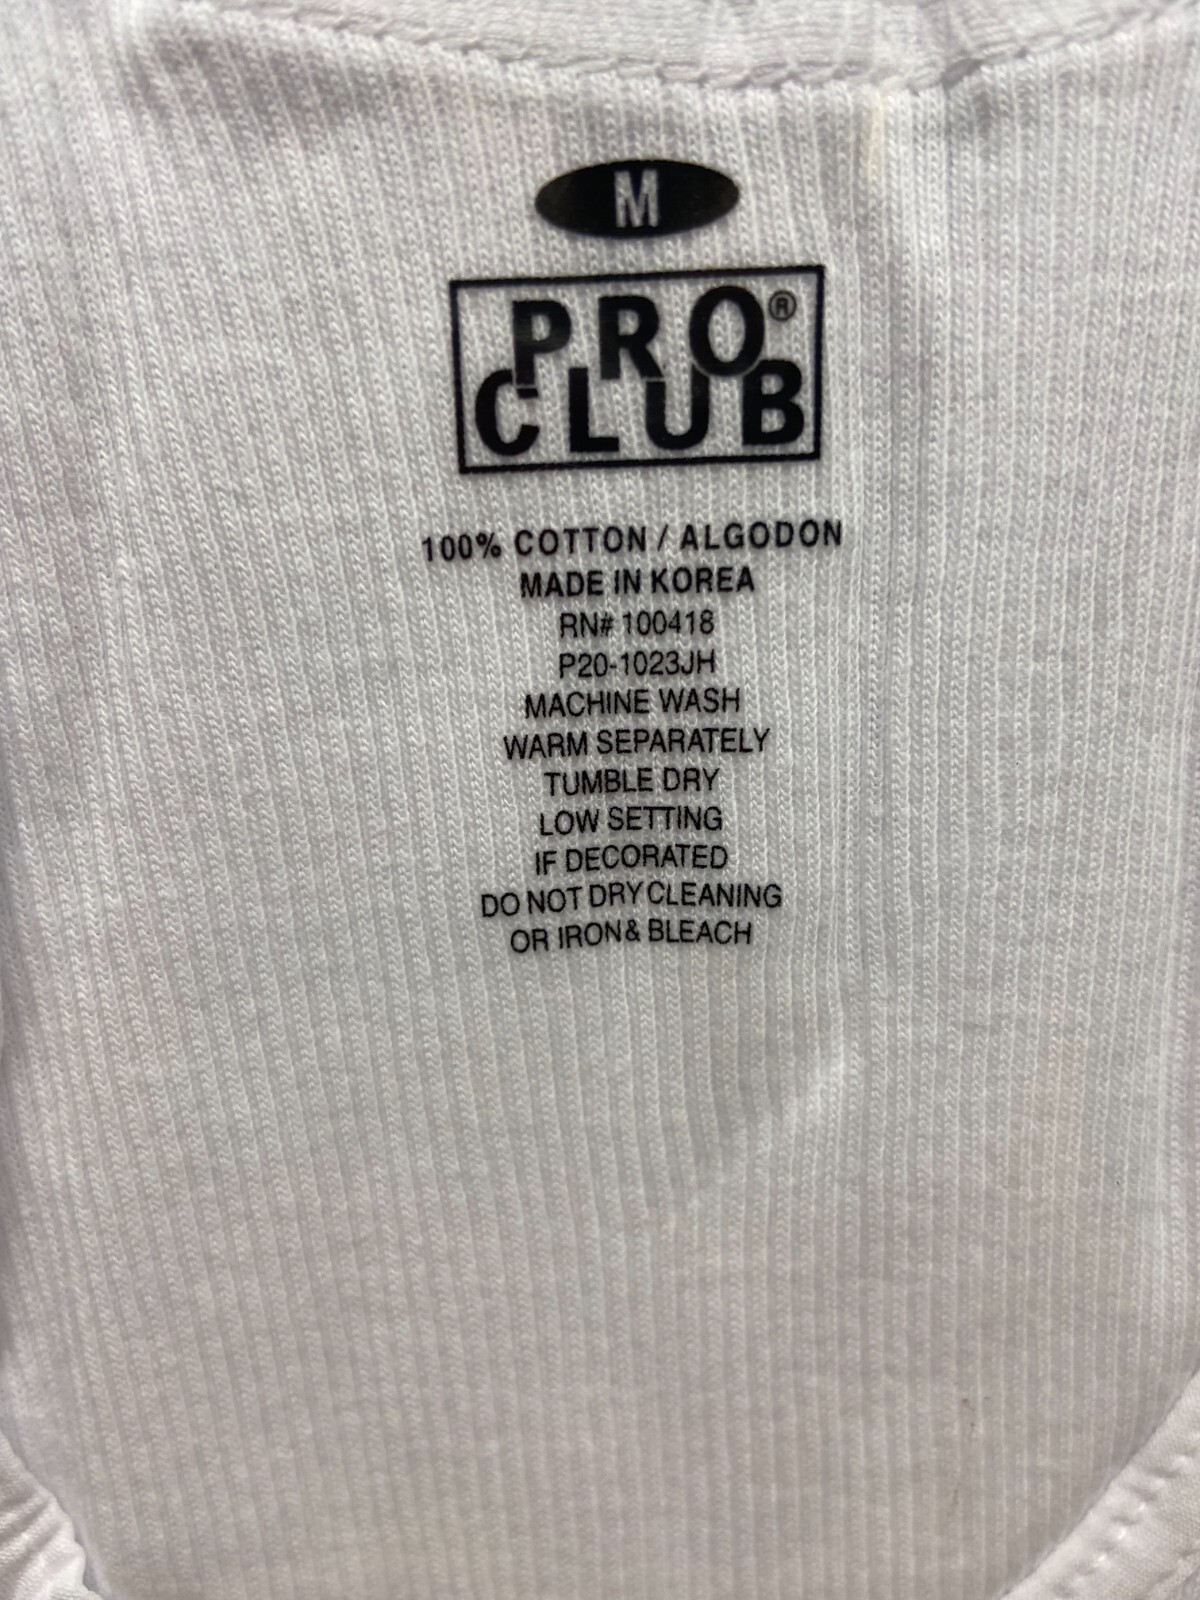 M
PRO®
CLUB
100% COTTON / ALGODON
MADE IN KOREA
RN# 100418
P20-1023JH
MACHINE WASH
WARM SEPARATELY
TUMBLE DRY
LOW SETTING
IF DECORATED
DO NOT DRY CLEANING
OR IRON & BLEACH